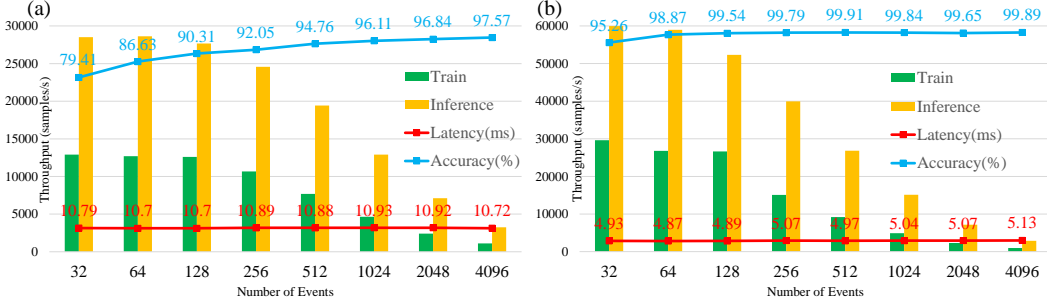 (a)
Throughput (samples/s)
30000
25000
20000
15000
10000
5000
0
79.41 86.63 90.31 92.05 94.76 96.11 96.84 97.57
Train
Inference
Latency(ms)
Accuracy(%)
10.79 10.7 10.7 10.89 10.88 10.93 10.92 10.72
32 64 128 256 512 1024 2048 4096
Number of Events
(b)
Throughput (samples/s)
60000
50000
40000
30000
20000
10000
0
95.26 98.87 99.54 99.79 99.91 99.84 99.65 99.89
Train
Inference
Latency(ms)
Accuracy(%)
4.93 4.87 4.89 5.07 4.97 5.04 5.07 5.13
32 64 128 256 512 1024 2048 4096
Number of Events